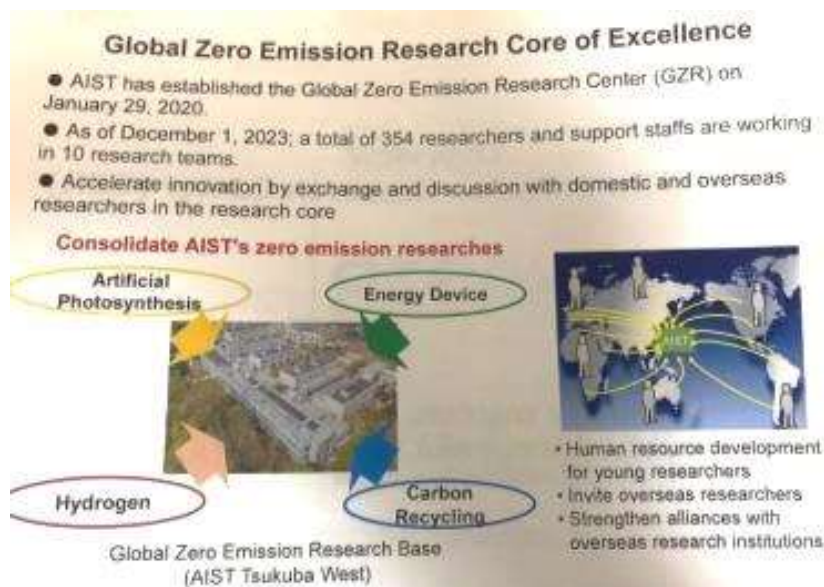 Global Zero Emission Research Core of Excellence
● AIST has established the Global Zero Emission Research Center (GZR) on
January 29, 2020.
● As of December 1, 2023; a total of 354 researchers and support staffs are working
in 10 research teams.
● Accelerate innovation by exchange and discussion with domestic and overseas
researchers in the research core
Consolidate AIST's zero emission researches
Artificial
Photosynthesis
Energy Device
AIST
Hydrogen
Carbon
Recycling
Global Zero Emission Research Base
(AIST Tsukuba West)
• Human resource development
for young researchers
• Invite overseas researchers
• Strengthen alliances with
overseas research institutions